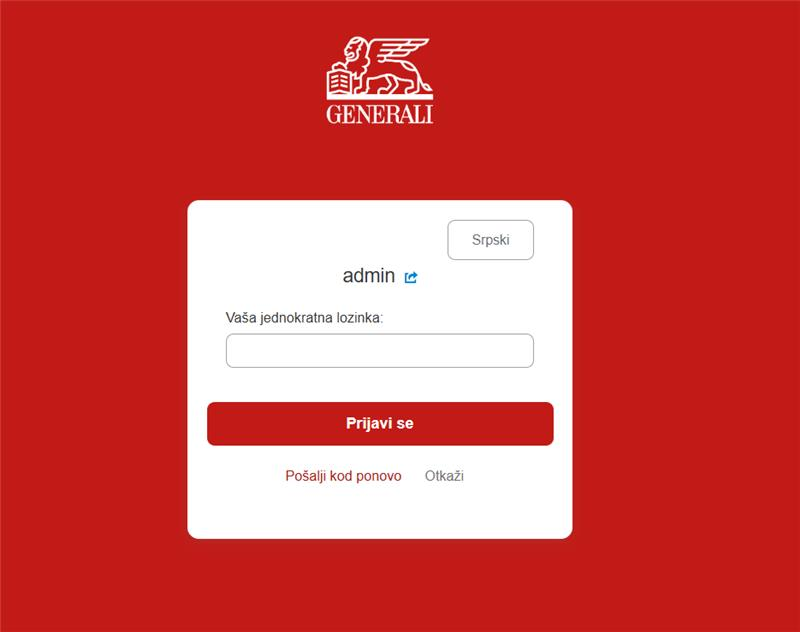 GENERALI
Srpski
admin
Vaša jednokratna lozinka:
Prijavi se
Pošalji kod ponovo Otkaži